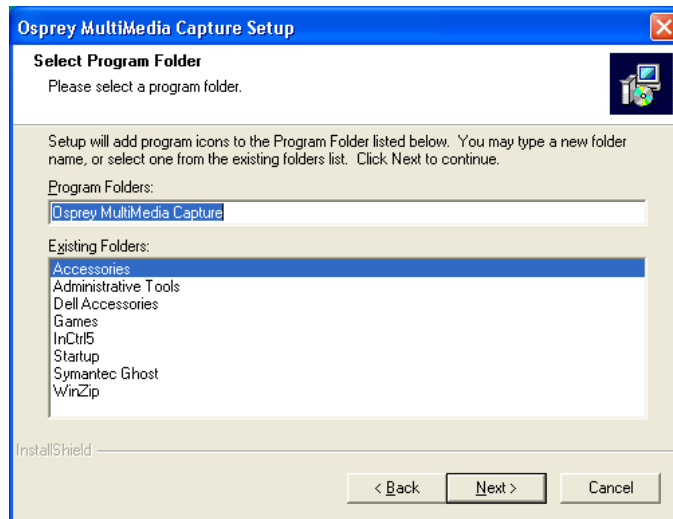 Osprey MultiMedia Capture Setup
Select Program Folder
Please select a program folder.
Setup will add program icons to the Program Folder listed below.  You may type a new folder
name, or select one from the existing folders list.  Click Next to continue.
Program Folders:
Osprey MultiMedia Capture
Existing Folders:
Accessories
Administrative Tools
Dell Accessories
Games
InCtrl5
Startup
Symantec Ghost
WinZip
InstallShield
< Back
Next >
Cancel